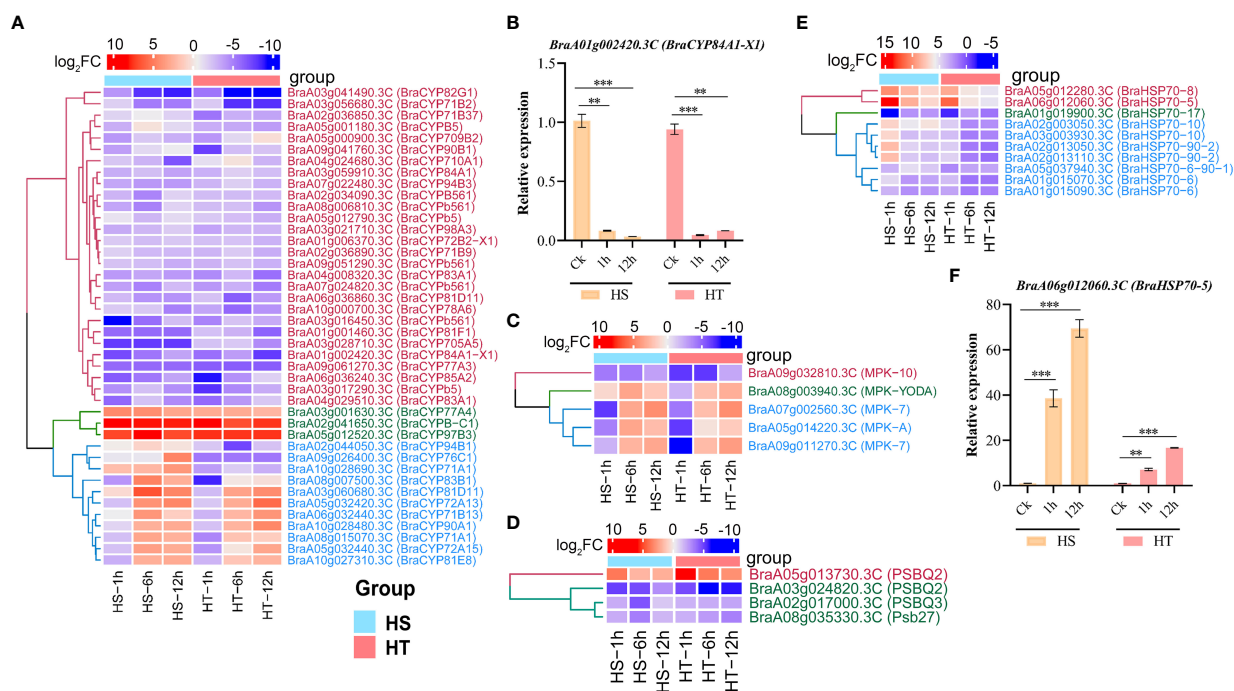 A
10 5 0 -5 -10
log2FC
group
BraA03g041490.3C (BraCYP82G1)
BraA03g056680.3C (BraCYP71B2)
BraA02g036850.3C (BraCYP71B37)
BraA05g001180.3C (BraCYPB5)
BraA05g000900.3C (BraCYP709B2)
BraA09g041760.3C (BraCYP90B1)
BraA04g024680.3C (BraCYP710A1)
BraA03g059910.3C (BraCYP84A1)
BraA07g022480.3C (BraCYP94B3)
BraA02g034090.3C (BraCYPB561)
BraA08g006810.3C (BraCYPb561)
BraA05g012790.3C (BraCYPb5)
BraA03g021710.3C (BraCYP98A3)
BraA01g006370.3C (BraCYP72B2-X1)
BraA02g036890.3C (BraCYP71B9)
BraA09g051290.3C (BraCYPb561)
BraA04g008320.3C (BraCYP83A1)
BraA07g024820.3C (BraCYPb561)
BraA06g036860.3C (BraCYP81D11)
BraA10g000700.3C (BraCYP78A6)
BraA03g016450.3C (BraCYPb561)
BraA01g001460.3C (BraCYP81F1)
BraA03g028710.3C (BraCYP705A5)
BraA01g002420.3C (BraCYP84A1-X1)
BraA09g061270.3C (BraCYP77A3)
BraA06g036240.3C (BraCYP85A2)
BraA03g017290.3C (BraCYPb5)
BraA04g029510.3C (BraCYP83A1)
BraA03g001630.3C (BraCYP77A4)
BraA02g041650.3C (BraCYPB-C1)
BraA05g012520.3C (BraCYP97B3)
BraA02g044050.3C (BraCYP94B1)
BraA09g026400.3C (BraCYP76C1)
BraA10g028690.3C (BraCYP71A1)
BraA08g007500.3C (BraCYP83B1)
BraA03g060680.3C (BraCYP81D11)
BraA05g032420.3C (BraCYP72A13)
BraA06g032440.3C (BraCYP71B13)
BraA10g028480.3C (BraCYP90A1)
BraA08g015070.3C (BraCYP71A1)
BraA05g032440.3C (BraCYP72A15)
BraA10g027310.3C (BraCYP81E8)
HS-1h HS-6h HS-12h HT-1h HT-6h HT-12h
Group
HS
HT
B
BraA01g002420.3C (BraCYP84A1-X1)
Relative expression
1.5
1.0
0.5
0.0
***
**
**
***
Ck 1h 12h Ck 1h 12h
HS HT
C
10 5 0 -5 -10
log2FC
group
BraA09g032810.3C (MPK-10)
BraA08g003940.3C (MPK-YODA)
BraA07g002560.3C (MPK-7)
BraA05g014220.3C (MPK-A)
BraA09g011270.3C (MPK-7)
HS-1h HS-6h HS-12h HT-1h HT-6h HT-12h
D
10 5 0 -5 -10
log2FC
group
BraA05g013730.3C (PSBQ2)
BraA03g024820.3C (PSBQ2)
BraA02g017000.3C (PSBQ3)
BraA08g035330.3C (Psb27)
HS-1h HS-6h HS-12h HT-1h HT-6h HT-12h
E
15 10 5 0 -5
log2FC
group
BraA05g012280.3C (BraHSP70-8)
BraA06g012060.3C (BraHSP70-5)
BraA01g019900.3C (BraHSP70-17)
BraA02g003050.3C (BraHSP70-10)
BraA03g003930.3C (BraHSP70-10)
BraA02g013050.3C (BraHSP70-90-2)
BraA02g013110.3C (BraHSP70-90-2)
BraA05g037940.3C (BraHSP70-6-90-1)
BraA01g015070.3C (BraHSP70-6)
BraA01g015090.3C (BraHSP70-6)
HS-1h HS-6h HS-12h HT-1h HT-6h HT-12h
F
BraA06g012060.3C (BraHSP70-5)
Relative expression
80
60
40
20
0
***
***
***
**
Ck 1h 12h Ck 1h 12h
HS HT